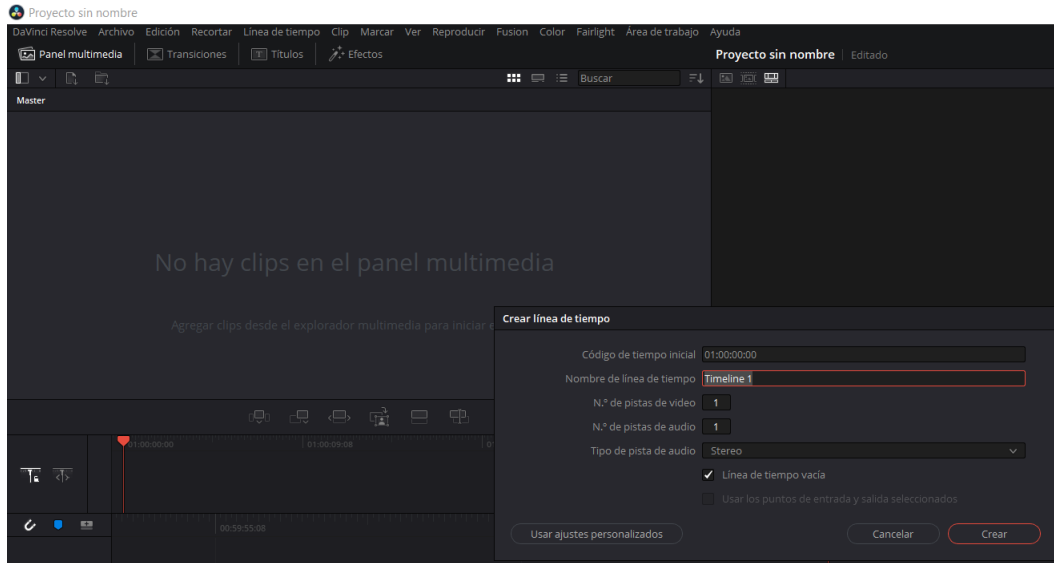 Proyecto sin nombre
DaVinci Resolve Archivo Edición Recortar Línea de tiempo Clip Marcar Ver Reproducir Fusion Color Fairlight Área de trabajo Ayuda
Panel multimedia Transiciones Títulos Efectos Proyecto sin nombre Editado
Buscar
Master
No hay clips en el panel multimedia
Agregar clips desde el explorador multimedia para iniciar
Crear línea de tiempo
Código de tiempo inicial 01:00:00:00
Nombre de línea de tiempo Timeline 1
N.º de pistas de video 1
N.º de pistas de audio 1
Tipo de pista de audio Stereo
Línea de tiempo vacía
Usar los puntos de entrada y salida seleccionados
Usar ajustes personalizados Cancelar Crear
01:00:00:00 01:00:09:08
00:59:55:08